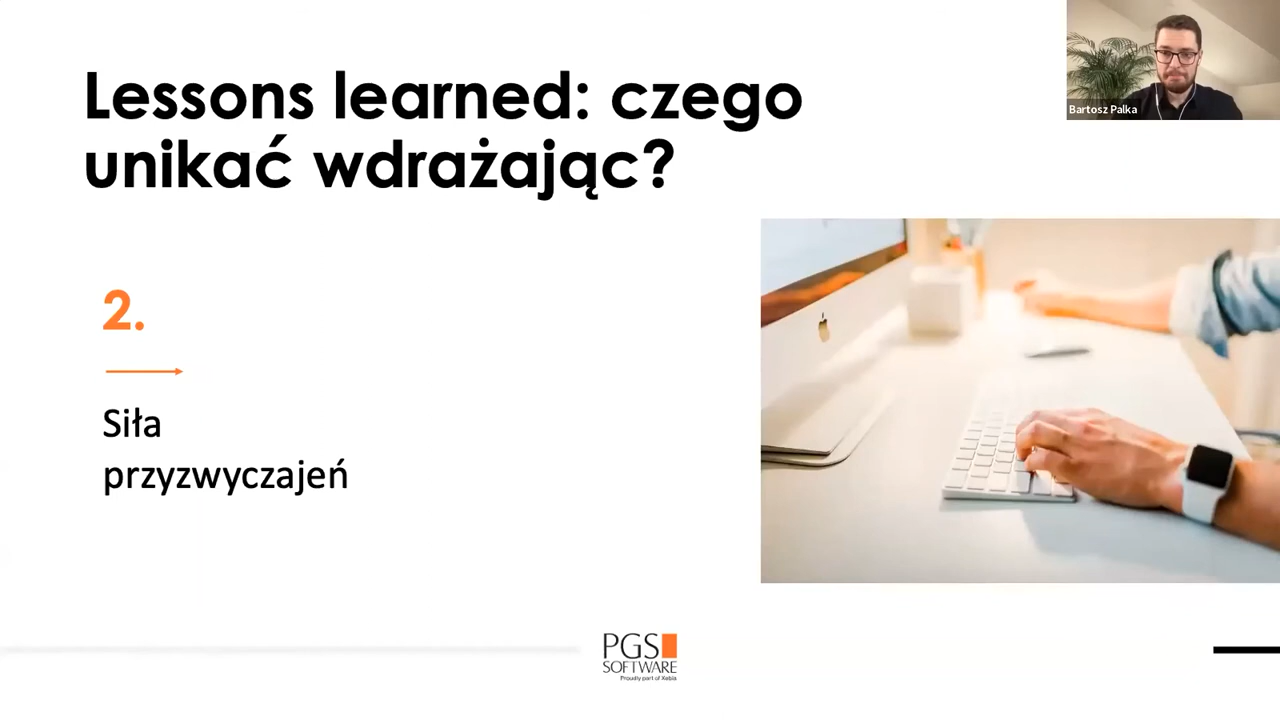 Lessons learned: czego
unikać wdrażając?
Bartosz Palka
2.
Siła
przyzwyczajeń
PGS
SOFTWARE
Proudly part of Xebia